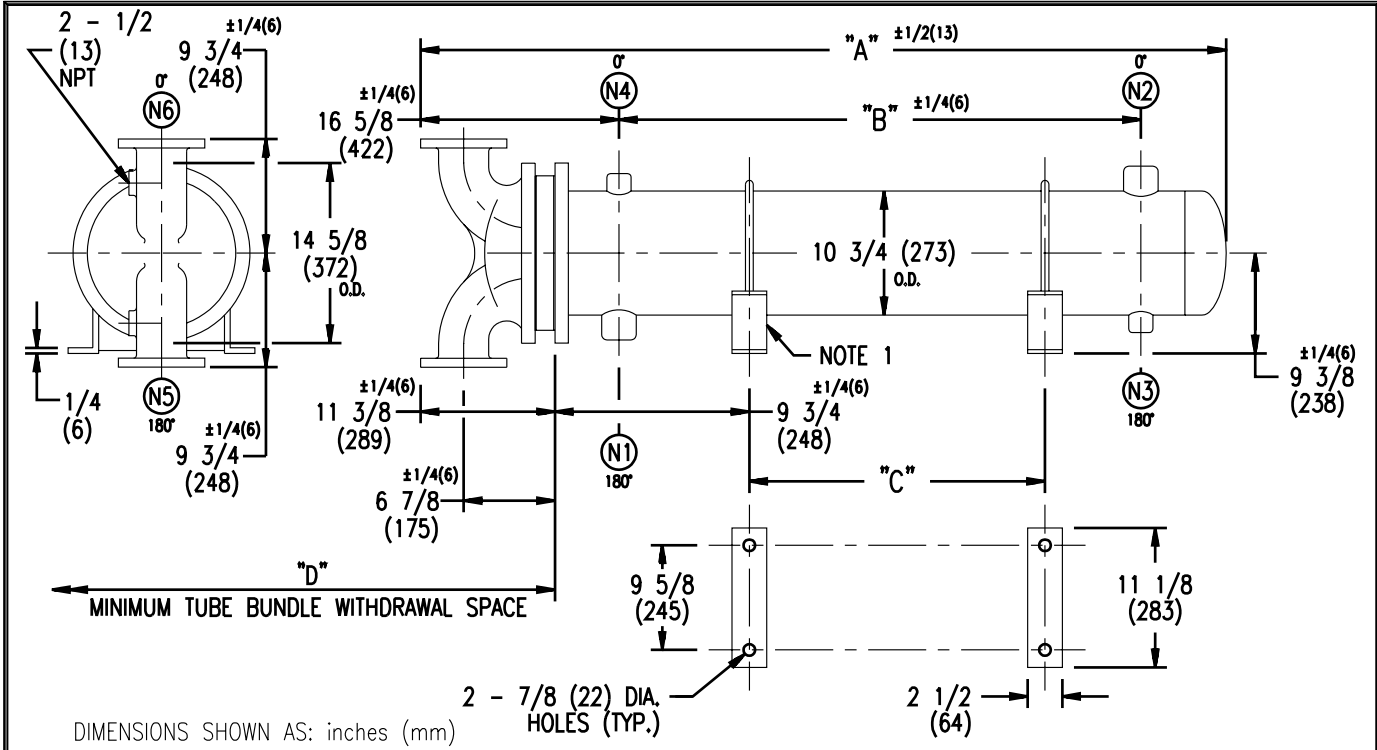 2 - 1/2
(13)
NPT
±1/4(6)
9 3/4
(248)
0°
N6
14 5/8
(372)
O.D.
1/4
(6)
N5
180°
±1/4(6)
9 3/4
(248)
"A" ±1/2(13)
±1/4(6)
16 5/8
(422)
0°
N4
"B" ±1/4(6)
0°
N2
10 3/4 (273)
O.D.
NOTE 1
±1/4(6)
9 3/8
(238)
±1/4(6)
11 3/8
(289)
±1/4(6)
9 3/4
(248)
N1
180°
N3
180°
±1/4(6)
6 7/8
(175)
"C"
"D"
MINIMUM TUBE BUNDLE WITHDRAWAL SPACE
9 5/8
(245)
11 1/8
(283)
2 - 7/8 (22) DIA.
HOLES (TYP.)
2 1/2
(64)
DIMENSIONS SHOWN AS: inches (mm)